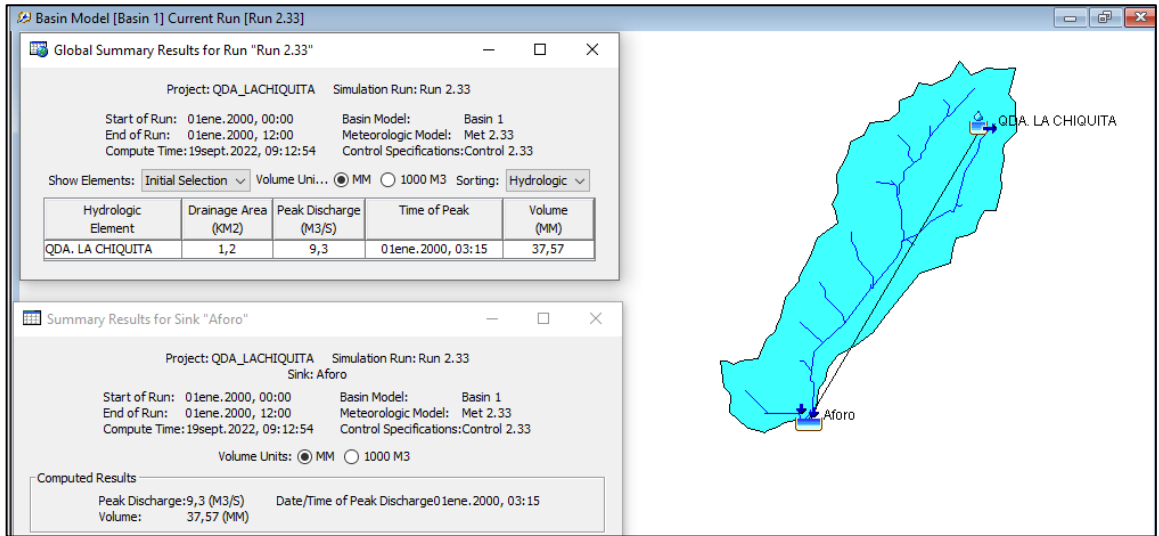 Basin Model [Basin 1] Current Run [Run 2.33]
Global Summary Results for Run "Run 2.33"
Project: QDA_LACHIQUITA Simulation Run: Run 2.33
Start of Run: 01ene.2000, 00:00 Basin Model: Basin 1
End of Run: 01ene.2000, 12:00 Meteorologic Model: Met 2.33
Compute Time:19sept.2022, 09:12:54 Control Specifications:Control 2.33
Show Elements: Initial Selection Volume Uni... MM 1000 M3 Sorting: Hydrologic
Hydrologic Drainage Area Peak Discharge Time of Peak Volume
Element (KM2) (M3/S) (MM)
QDA. LA CHIQUITA 1,2 9,3 01ene.2000, 03:15 37,57
Summary Results for Sink "Aforo"
Project: QDA_LACHIQUITA Simulation Run: Run 2.33
Sink: Aforo
Start of Run: 01ene.2000, 00:00 Basin Model: Basin 1
End of Run: 01ene.2000, 12:00 Meteorologic Model: Met 2.33
Compute Time:19sept.2022, 09:12:54 Control Specifications:Control 2.33
Volume Units: MM 1000 M3
Computed Results
Peak Discharge:9,3 (M3/S) Date/Time of Peak Discharge01ene.2000, 03:15
Volume: 37,57 (MM)
QDA. LA CHIQUITA
Aforo